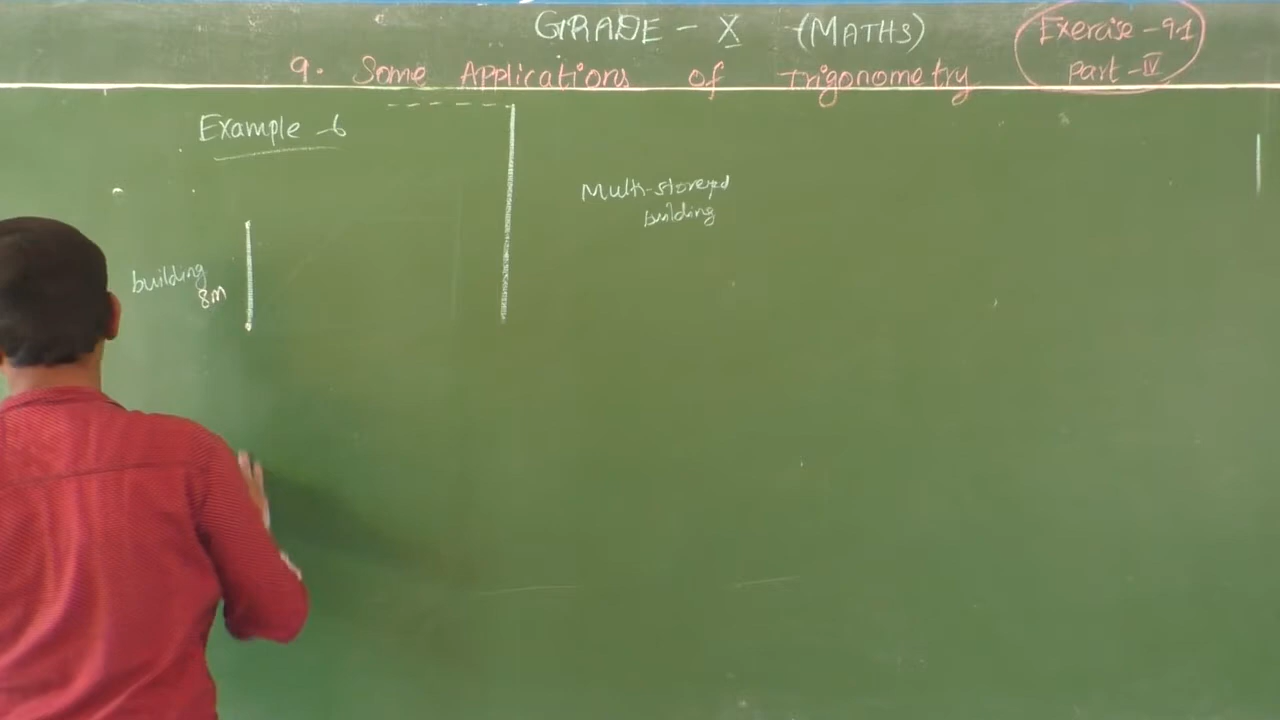 GRADE - X (MATHS)
9. Some Applications of Trigonometry
Exercise - 9.1
part - IV
Example - 6
Multi-storeyed
building
building
8m